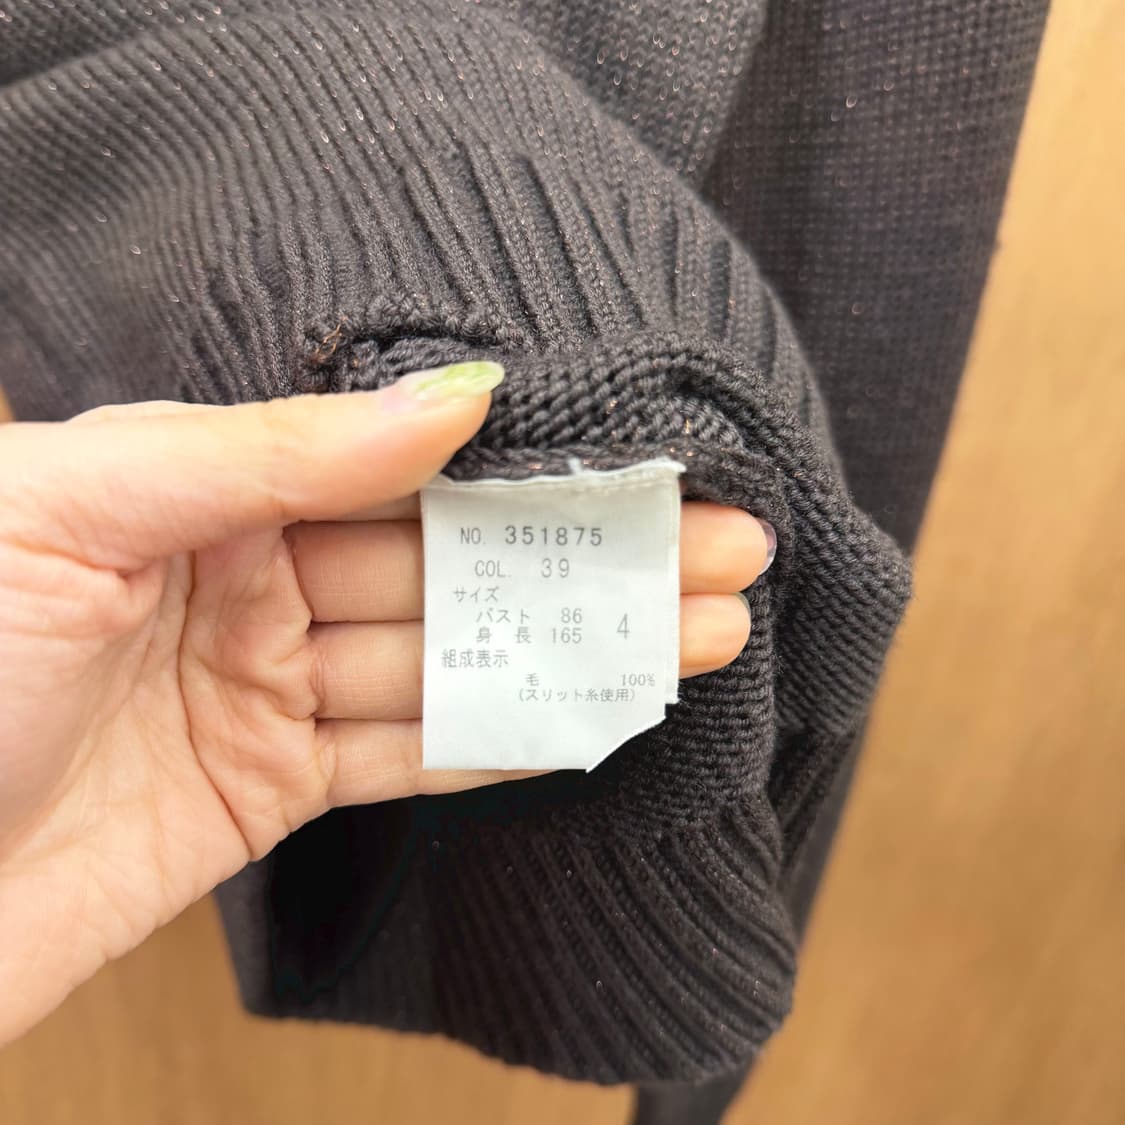 NO. 351875
COL. 39
サイズ
バスト 86
身長 165 4
組成表示
毛 100%
(スリット糸使用)